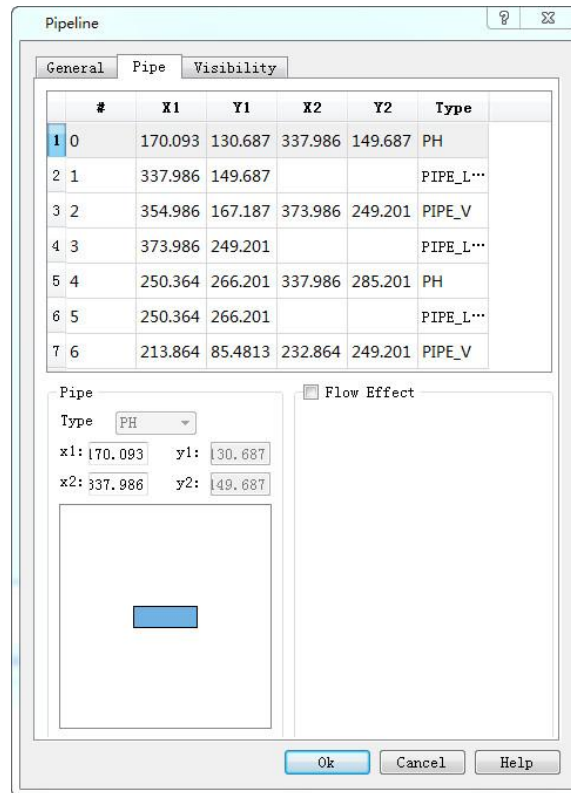 Pipeline
General Pipe Visibility
# X1 Y1 X2 Y2 Type
1 0 170.093 130.687 337.986 149.687 PH
2 1 337.986 149.687 PIPE_L…
3 2 354.986 167.187 373.986 249.201 PIPE_V
4 3 373.986 249.201 PIPE_L…
5 4 250.364 266.201 337.986 285.201 PH
6 5 250.364 266.201 PIPE_L…
7 6 213.864 85.4813 232.864 249.201 PIPE_V
Pipe Flow Effect
Type PH
x1: 170.093 y1: 130.687
x2: 337.986 y2: 149.687
Ok Cancel Help